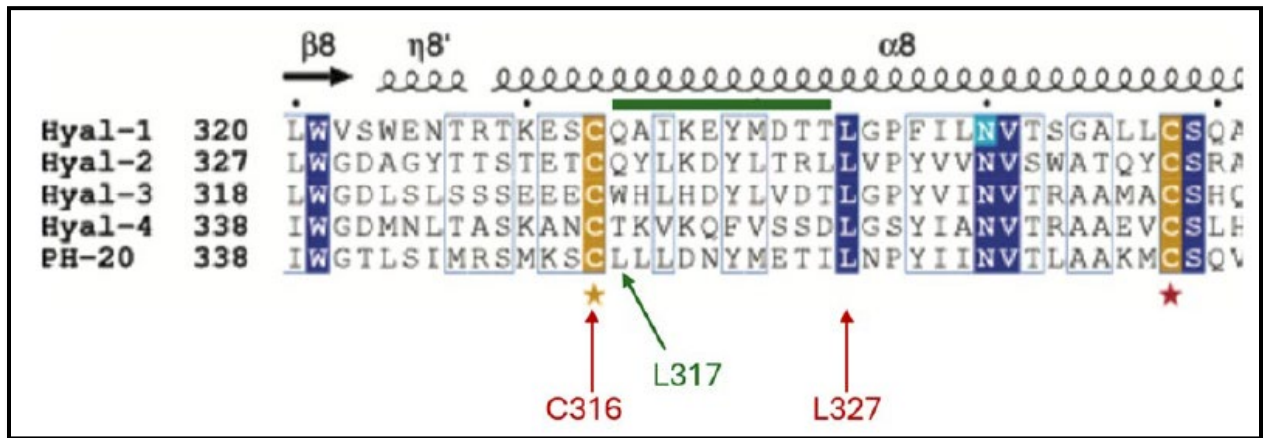 β8 η8' α8
Hyal-1 320 LWVSWENTRTKESCQAIKEYMDTTLGPFILNVTSGALLCSQA
Hyal-2 327 LWGDAGYTTSTETCQYLKDYLTRLLVPYVVNVSWATQYCSRA
Hyal-3 318 LWGDLSLSSSEEECWHLHDYLVDTLGPYVINVTRAAMACSHQ
Hyal-4 338 IWGDMNLTASKANCTKVKQFVSSDLGSYIANVTRAAEVCSLH
PH-20 338 IWGTLSIMRSMKSCLLLDNYMETILNPYIINVTLAAKMCSQV
L317
C316 L327